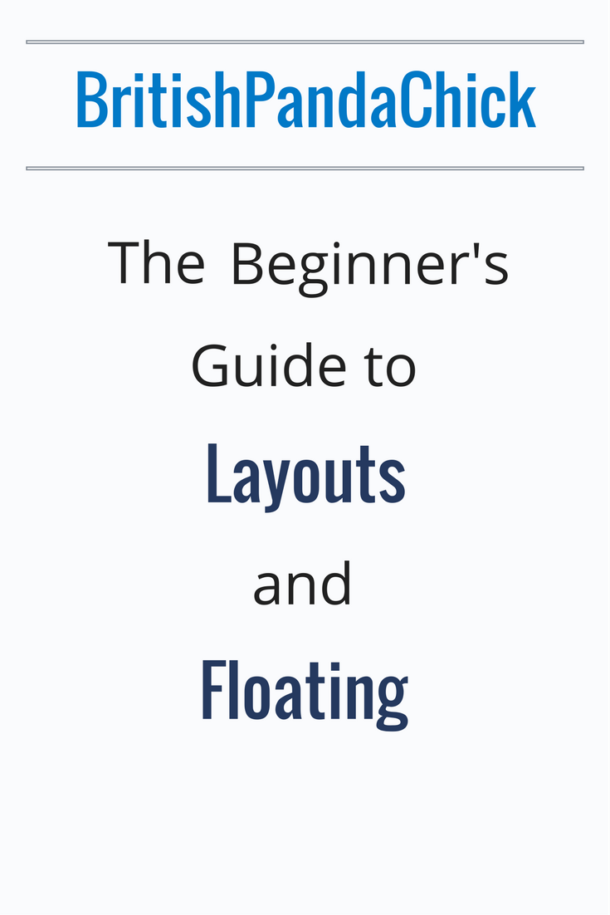 BritishPandaChick
The Beginner's
Guide to
Layouts
and
Floating